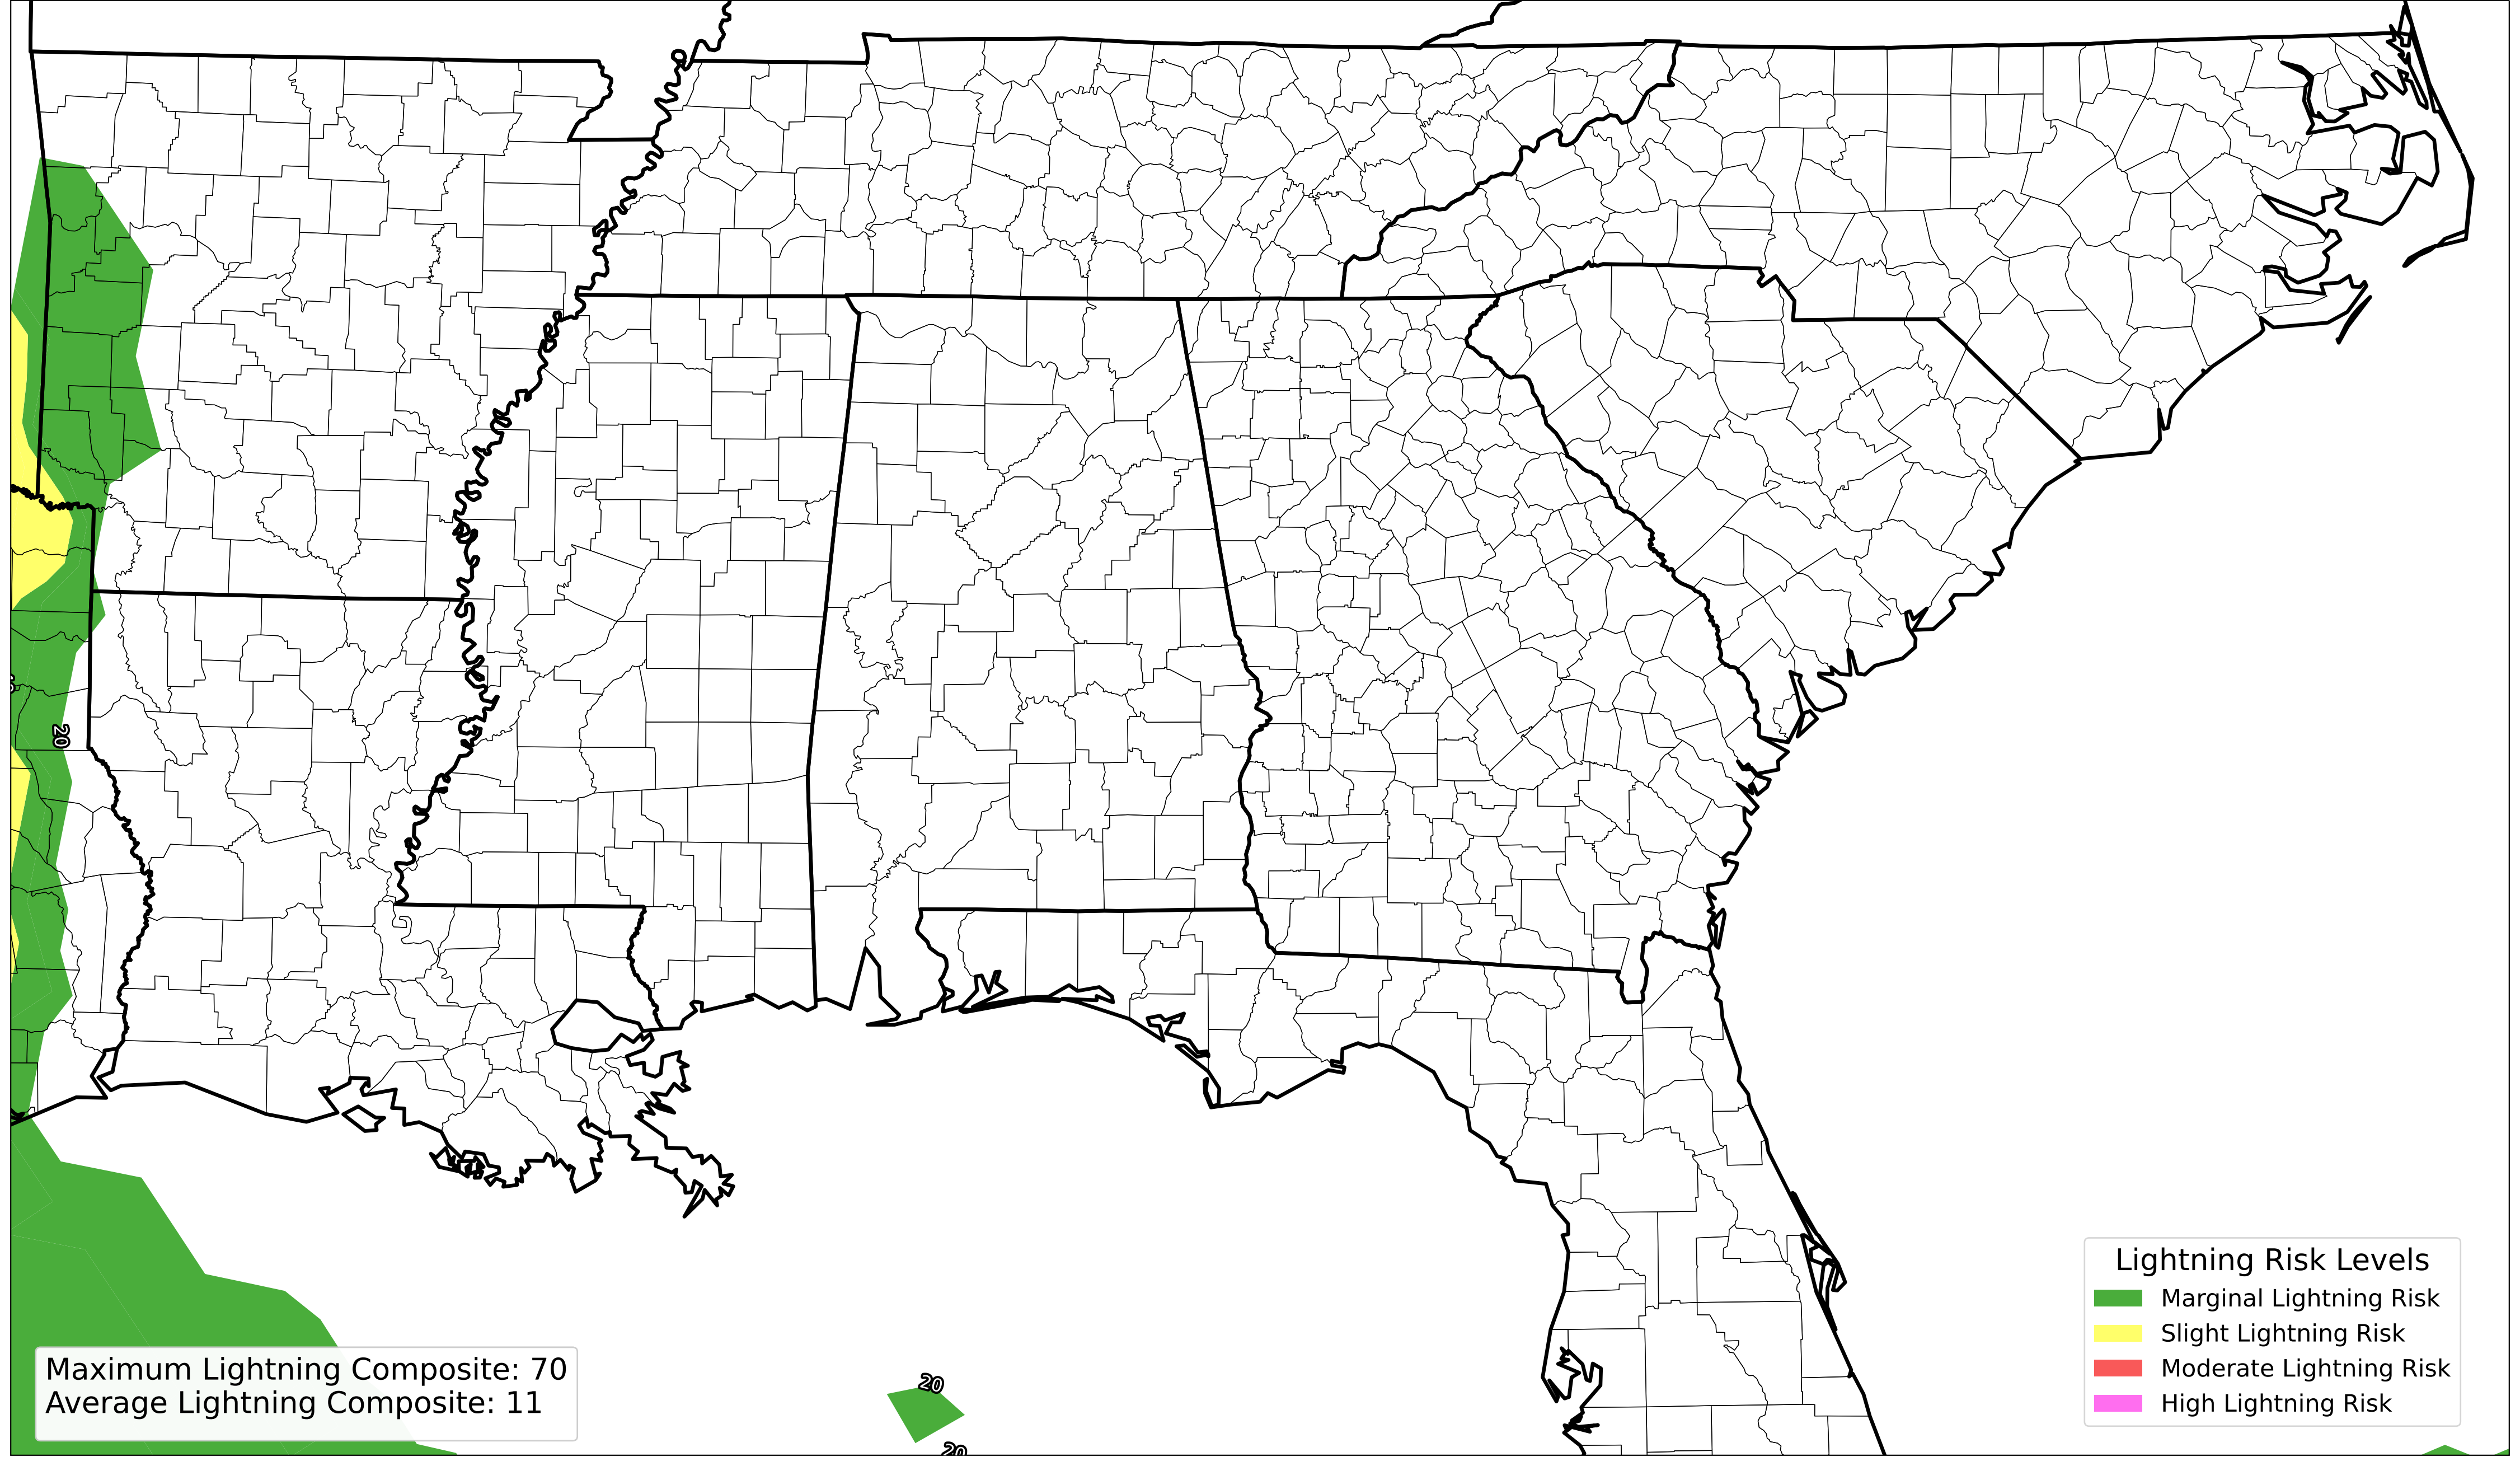 20
Lightning Risk Levels
Marginal Lightning Risk
Slight Lightning Risk
Moderate Lightning Risk
High Lightning Risk
Maximum Lightning Composite: 70
Average Lightning Composite: 11
20
20